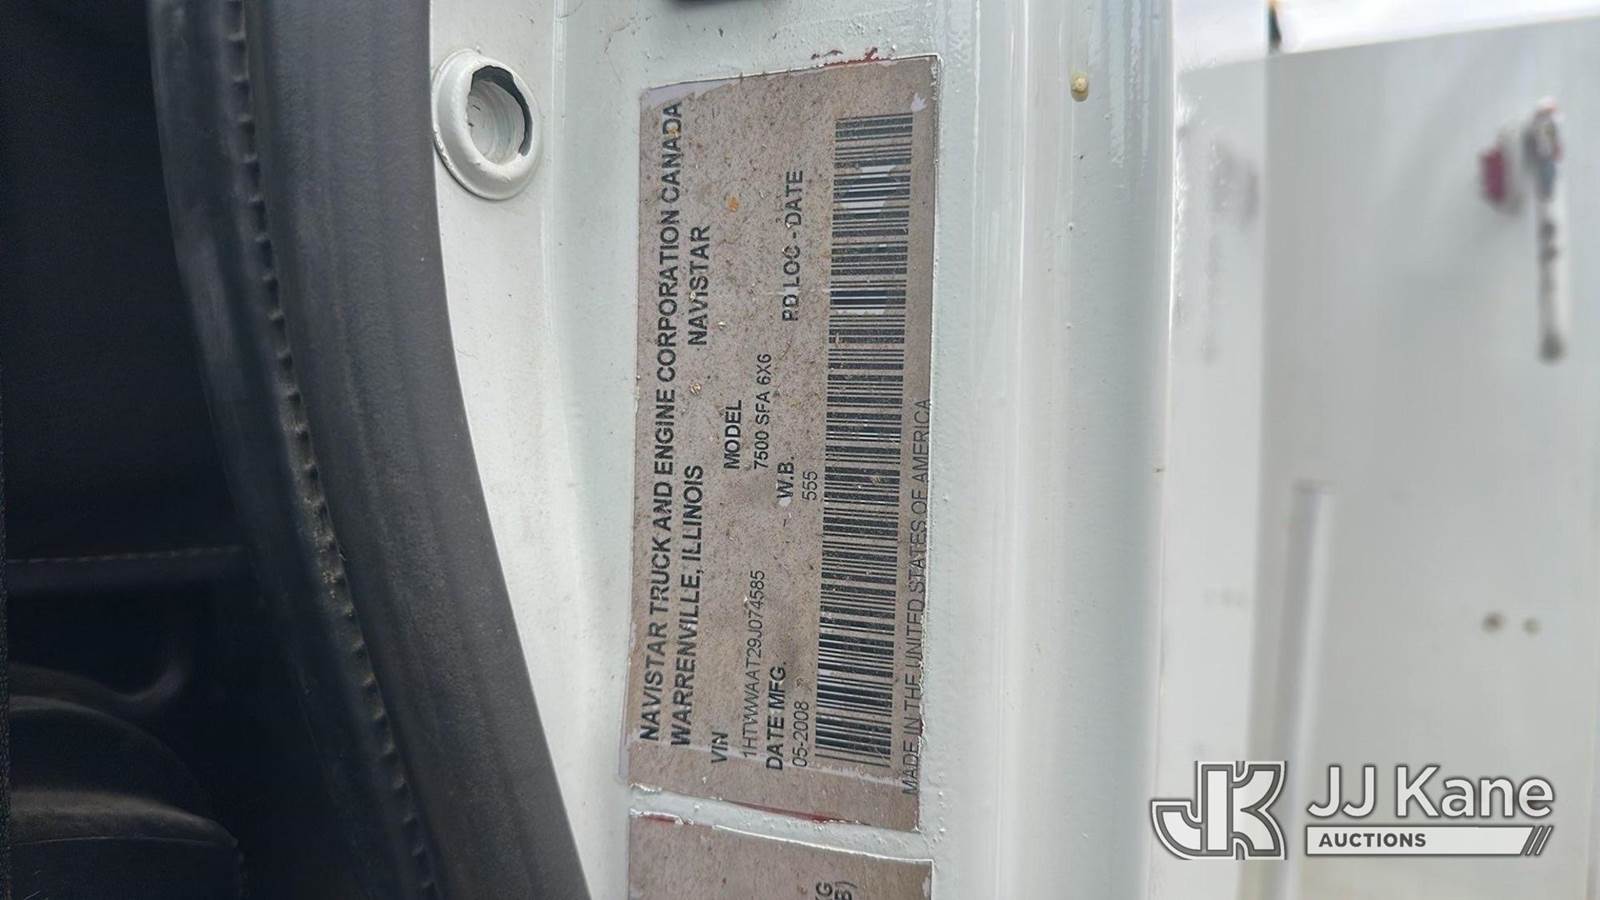 NAVISTAR TRUCK AND ENGINE CORPORATION CANADA
WARRENVILLE, ILLINOIS NAVISTAR
VIN MODEL
1HTWWAAT29J074585 7500 SFA 6X6
DATE MFG. W.B. PD LOC - DATE
05-2008 555
MADE IN THE UNITED STATES OF AMERICA
JK JJ Kane
AUCTIONS